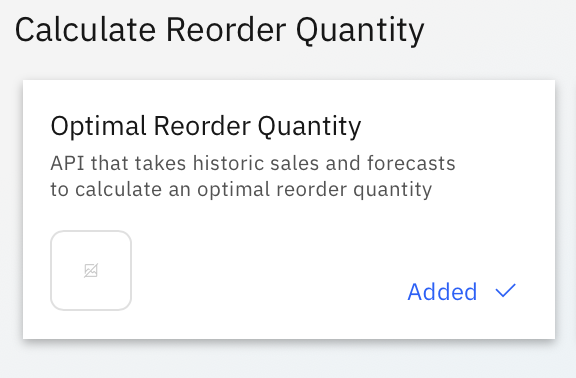 Calculate Reorder Quantity
Optimal Reorder Quantity
API that takes historic sales and forecasts
to calculate an optimal reorder quantity
Added